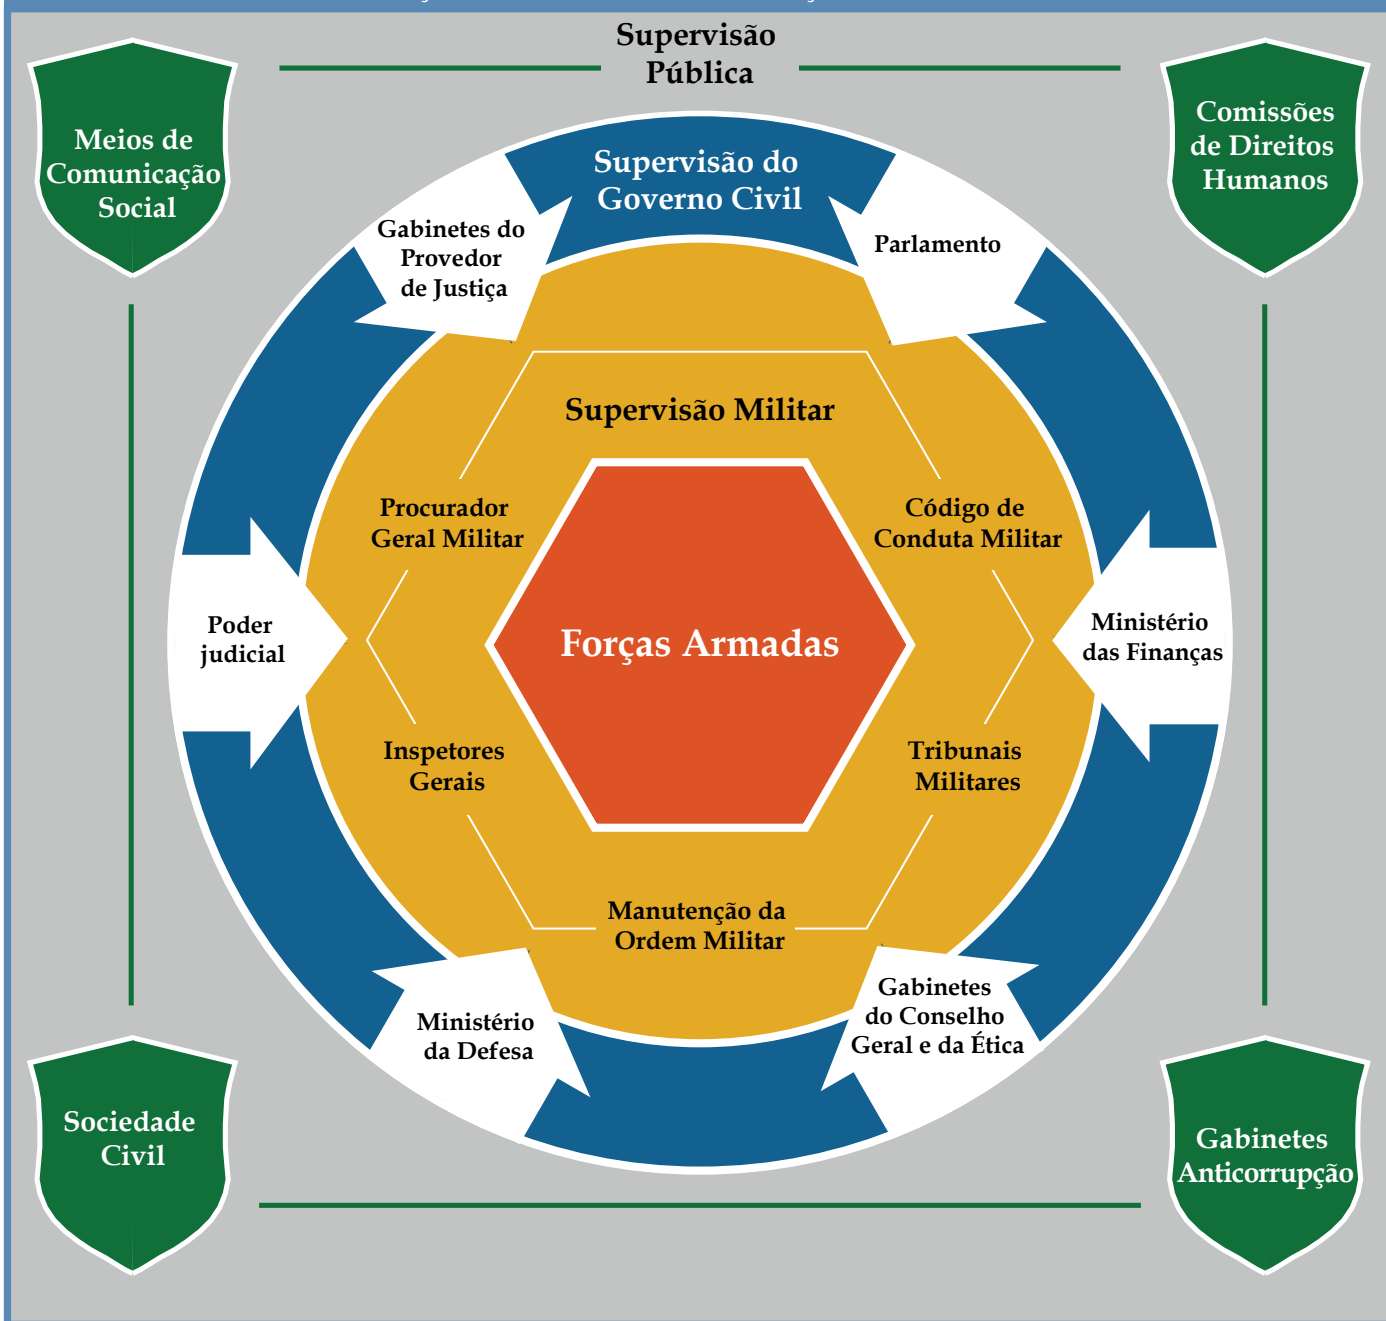 Supervisão
Pública
Meios de
Comunicação
Social
Comissões
de Direitos
Humanos
Supervisão do
Governo Civil
Gabinetes do
Provedor
de Justiça
Parlamento
Supervisão Militar
Procurador
Geral Militar
Código de
Conduta Militar
Forças Armadas
Poder
judicial
Ministério
das Finanças
Inspetores
Gerais
Tribunais
Militares
Manutenção da
Ordem Militar
Ministério
da Defesa
Gabinetes
do Conselho
Geral e da Ética
Sociedade
Civil
Gabinetes
Anticorrupção